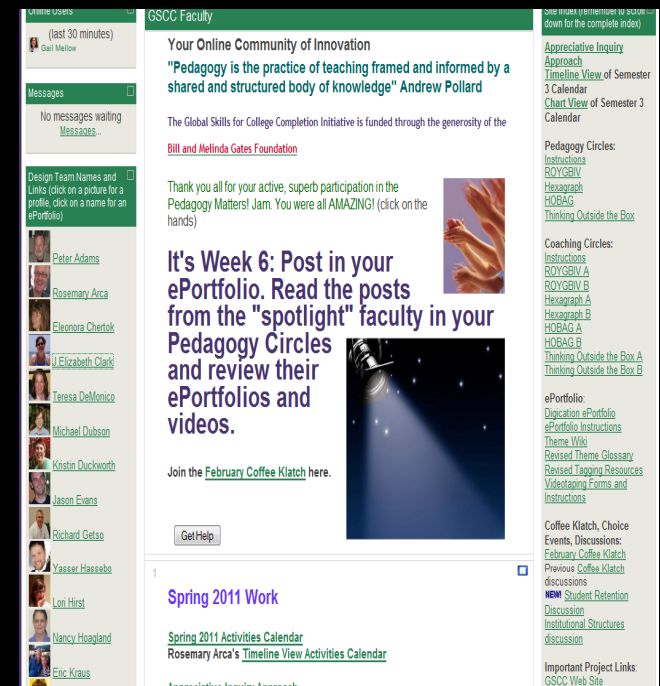 Online Users
(last 30 minutes)
Gail Mellow
Messages
No messages waiting
Messages...
Design Team Names and
Links (click on a picture for a
profile, click on a name for an
ePortfolio)
Peter Adams
Rosemary Arca
Eleonora Chertok
J.Elizabeth Clark
Teresa DeMonico
Michael Dubson
Kristin Duckworth
Jason Evans
Richard Getso
Yasser Hassebo
Lori Hirst
Nancy Hoagland
Eric Kraus
GSCC Faculty
Your Online Community of Innovation
"Pedagogy is the practice of teaching framed and informed by a
shared and structured body of knowledge" Andrew Pollard
The Global Skills for College Completion Initiative is funded through the generosity of the
Bill and Melinda Gates Foundation
Thank you all for your active, superb participation in the
Pedagogy Matters! Jam. You were all AMAZING! (click on the
hands)
It's Week 6: Post in your
ePortfolio. Read the posts
from the "spotlight" faculty in your
Pedagogy Circles
and review their
ePortfolios and
videos.
Join the February Coffee Klatch here.
Get Help
1
Spring 2011 Work
Spring 2011 Activities Calendar
Rosemary Arca's Timeline View Activities Calendar
Appreciative Inquiry Approach
Site Index (remember to scroll
down for the complete index)
Appreciative Inquiry
Approach
Timeline View of Semester
3 Calendar
Chart View of Semester 3
Calendar
Pedagogy Circles:
Instructions
ROYGBIV
Hexagraph
HOBAG
Thinking Outside the Box
Coaching Circles:
Instructions
ROYGBIV A
ROYGBIV B
Hexagraph A
Hexagraph B
HOBAG A
HOBAG B
Thinking Outside the Box A
Thinking Outside the Box B
ePortfolio:
Digication ePortfolio
ePortfolio Instructions
Theme Wiki
Revised Theme Glossary
Revised Tagging Resources
Videotaping Forms and
Instructions
Coffee Klatch, Choice
Events, Discussions:
February Coffee Klatch
Previous Coffee Klatch
discussions
NEW! Student Retention
Discussion
Institutional Structures
discussion
Important Project Links:
GSCC Web Site